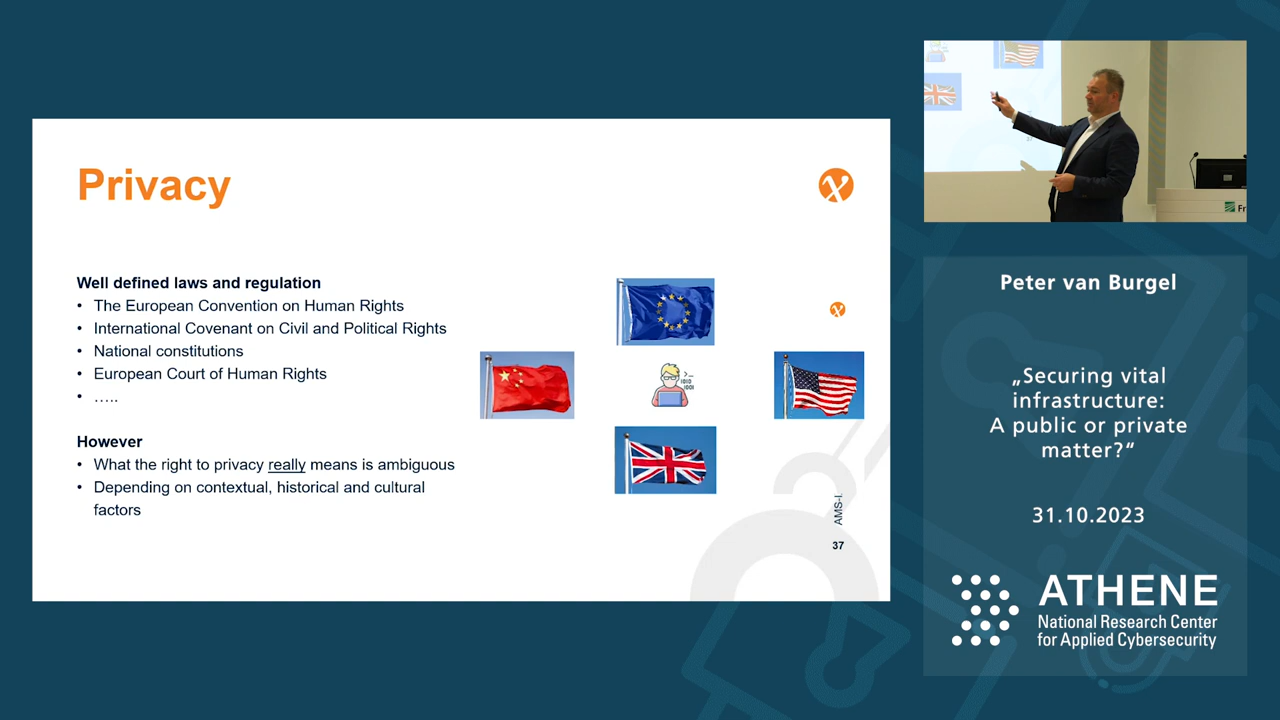 Privacy
Well defined laws and regulation
• The European Convention on Human Rights
• International Covenant on Civil and Political Rights
• National constitutions
• European Court of Human Rights
• …..
However
• What the right to privacy really means is ambiguous
• Depending on contextual, historical and cultural
factors
1010
1001
AMS-I.
37
Fr
Peter van Burgel
„Securing vital
infrastructure:
A public or private
matter?“
31.10.2023
ATHENE
National Research Center
for Applied Cybersecurity